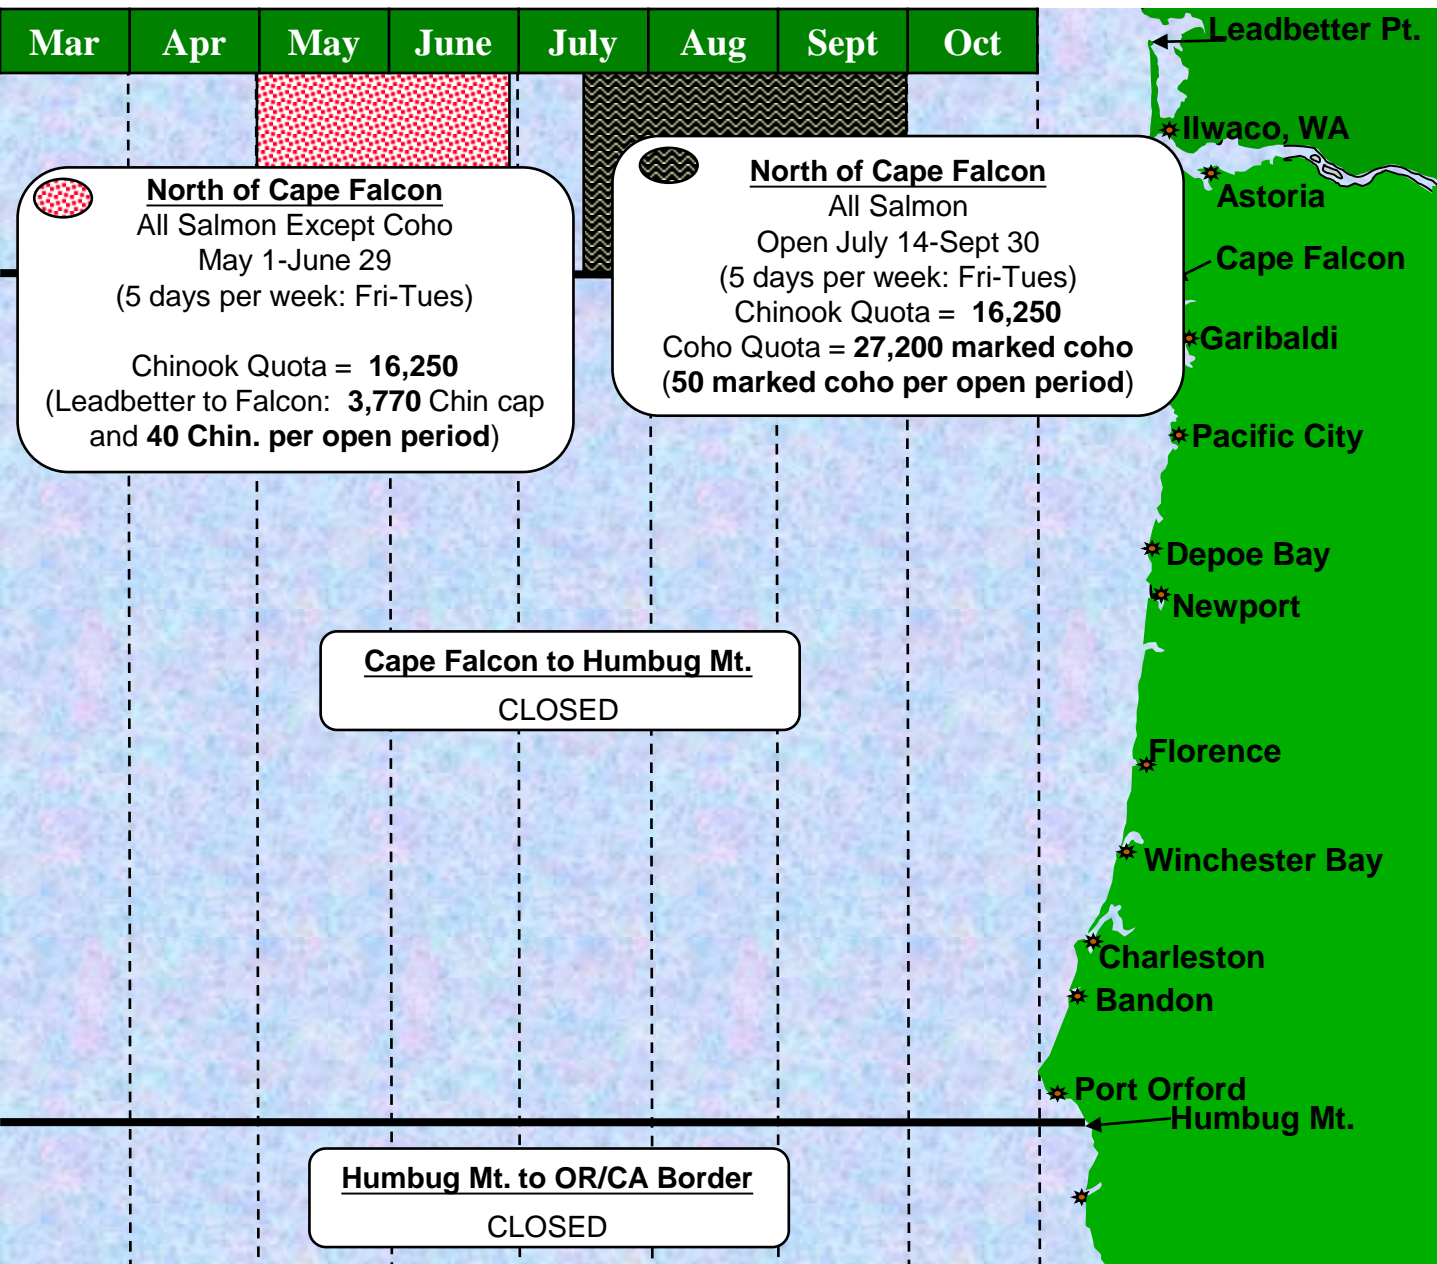 Mar Apr May June July Aug Sept Oct
Leadbetter Pt.
Ilwaco, WA
Astoria
Cape Falcon
Garibaldi
Pacific City
Depoe Bay
Newport
Florence
Winchester Bay
Charleston
Bandon
Port Orford
Humbug Mt.
North of Cape Falcon
All Salmon Except Coho
May 1-June 29
(5 days per week: Fri-Tues)
Chinook Quota = 16,250
(Leadbetter to Falcon: 3,770 Chin cap
and 40 Chin. per open period)
North of Cape Falcon
All Salmon
Open July 14-Sept 30
(5 days per week: Fri-Tues)
Chinook Quota = 16,250
Coho Quota = 27,200 marked coho
(50 marked coho per open period)
Cape Falcon to Humbug Mt.
CLOSED
Humbug Mt. to OR/CA Border
CLOSED